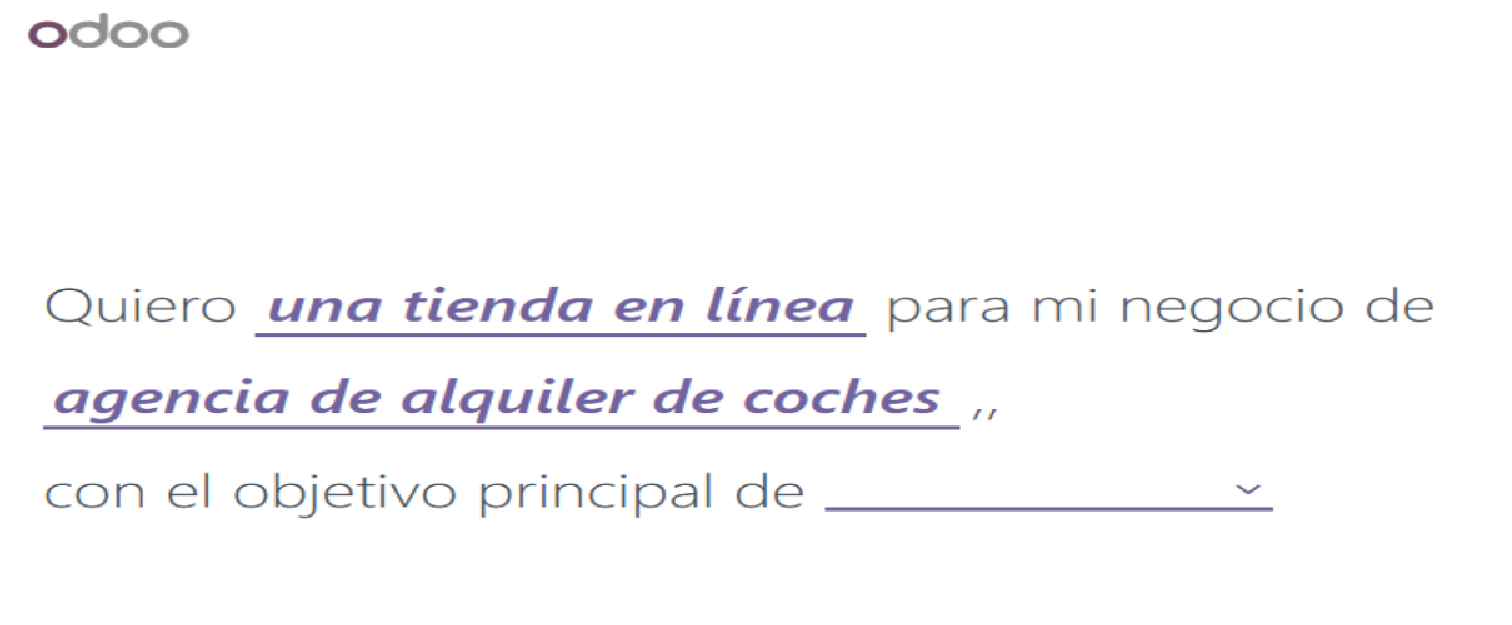 odoo
Quiero una tienda en línea para mi negocio de
agencia de alquiler de coches ,,
con el objetivo principal de